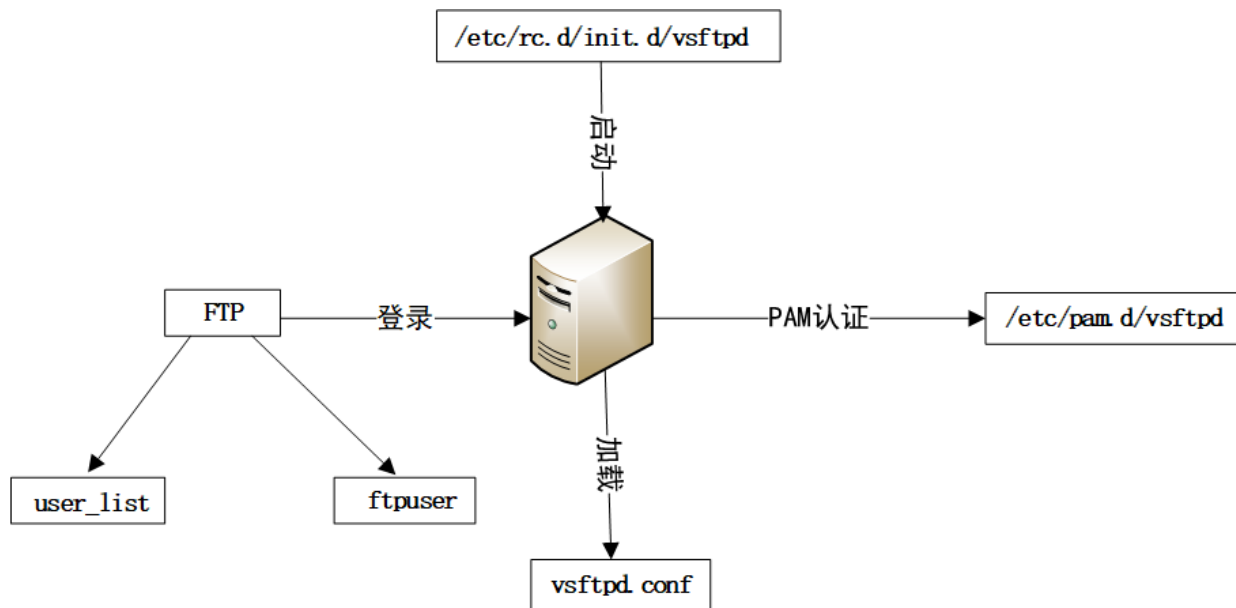 /etc/rc.d/init.d/vsftpd
启动
FTP
登录
PAM认证
/etc/pam.d/vsftpd
加载
user_list
ftpuser
vsftpd.conf